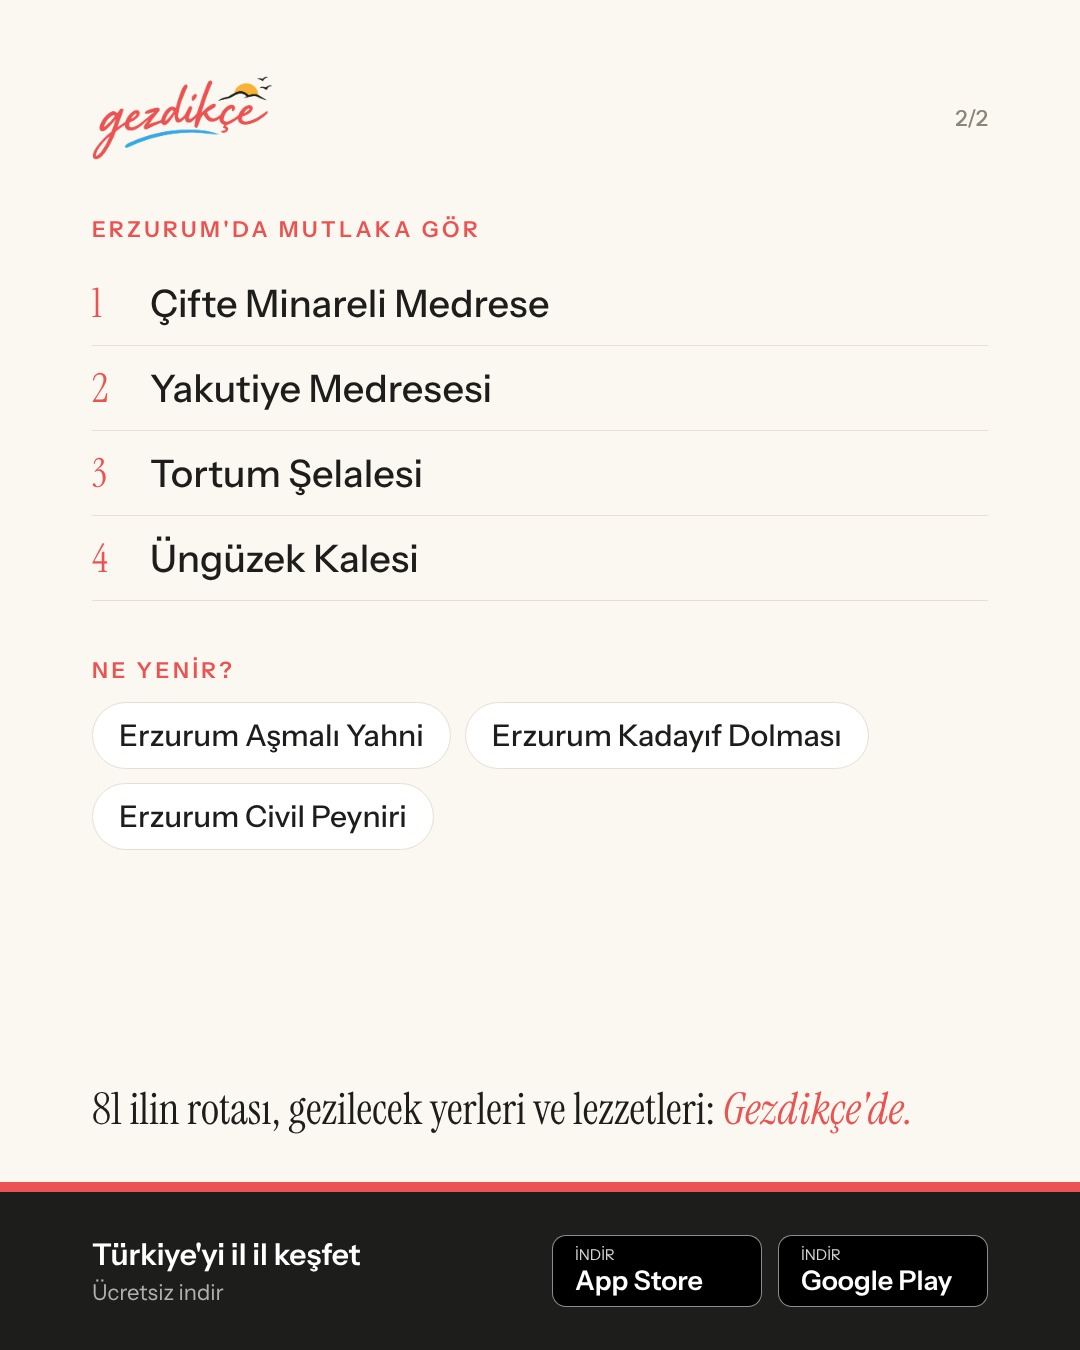 gezdikçe
2/2
ERZURUM'DA MUTLAKA GÖR
1 Çifte Minareli Medrese
2 Yakutiye Medresesi
3 Tortum Şelalesi
4 Üngüzek Kalesi
NE YENİR?
Erzurum Aşmalı Yahni Erzurum Kadayıf Dolması
Erzurum Civil Peyniri
81 ilin rotası, gezilecek yerleri ve lezzetleri: Gezdikçe'de.
Türkiye'yi il il keşfet
Ücretsiz indir
İNDİR
App Store
İNDİR
Google Play